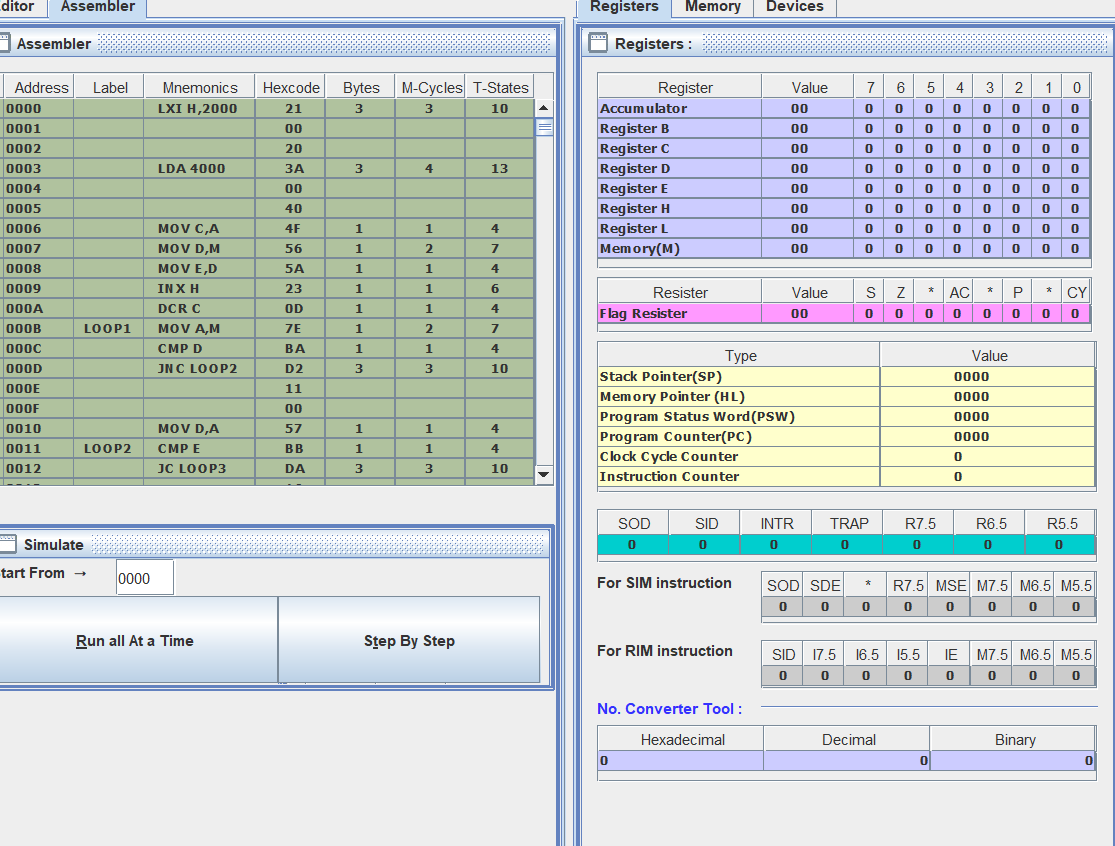 Assembler
Registers Memory Devices
Assembler
Registers :
Address Label Mnemonics Hexcode Bytes M-Cycles T-States
0000 LXI H,2000 21 3 3 10
0001 00
0002 20
0003 LDA 4000 3A 3 4 13
0004 00
0005 40
0006 MOV C,A 4F 1 1 4
0007 MOV D,M 56 1 2 7
0008 MOV E,D 5A 1 1 4
0009 INX H 23 1 1 6
000A DCR C 0D 1 1 4
000B LOOP1 MOV A,M 7E 1 2 7
000C CMP D BA 1 1 4
000D JNC LOOP2 D2 3 3 10
000E 11
000F 00
0010 MOV D,A 57 1 1 4
0011 LOOP2 CMP E BB 1 1 4
0012 JC LOOP3 DA 3 3 10
Simulate
tart From → 0000
Run all At a Time Step By Step
Register Value 7 6 5 4 3 2 1 0
Accumulator 00 0 0 0 0 0 0 0 0
Register B 00 0 0 0 0 0 0 0 0
Register C 00 0 0 0 0 0 0 0 0
Register D 00 0 0 0 0 0 0 0 0
Register E 00 0 0 0 0 0 0 0 0
Register H 00 0 0 0 0 0 0 0 0
Register L 00 0 0 0 0 0 0 0 0
Memory(M) 00 0 0 0 0 0 0 0 0
Resister Value S Z * AC * P * CY
Flag Resister 00 0 0 0 0 0 0 0 0
Type Value
Stack Pointer(SP) 0000
Memory Pointer (HL) 0000
Program Status Word(PSW) 0000
Program Counter(PC) 0000
Clock Cycle Counter 0
Instruction Counter 0
SOD SID INTR TRAP R7.5 R6.5 R5.5
0 0 0 0 0 0 0
For SIM instruction SOD SDE * R7.5 MSE M7.5 M6.5 M5.5
0 0 0 0 0 0 0 0
For RIM instruction SID I7.5 I6.5 I5.5 IE M7.5 M6.5 M5.5
0 0 0 0 0 0 0 0
No. Converter Tool :
Hexadecimal Decimal Binary
0 0 0